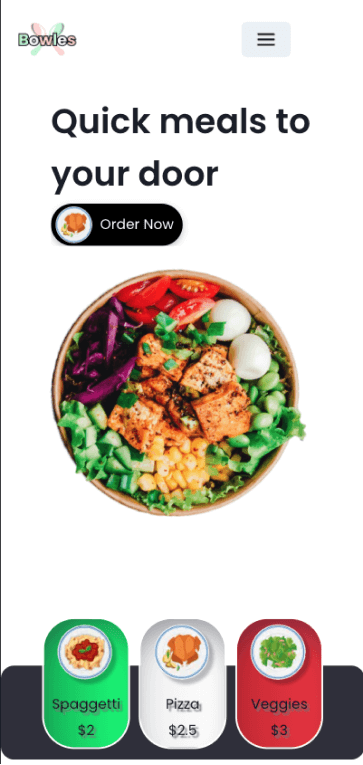 Bowles
Quick meals to
your door
Order Now
Spaggetti
$2
Pizza
$2.5
Veggies
$3